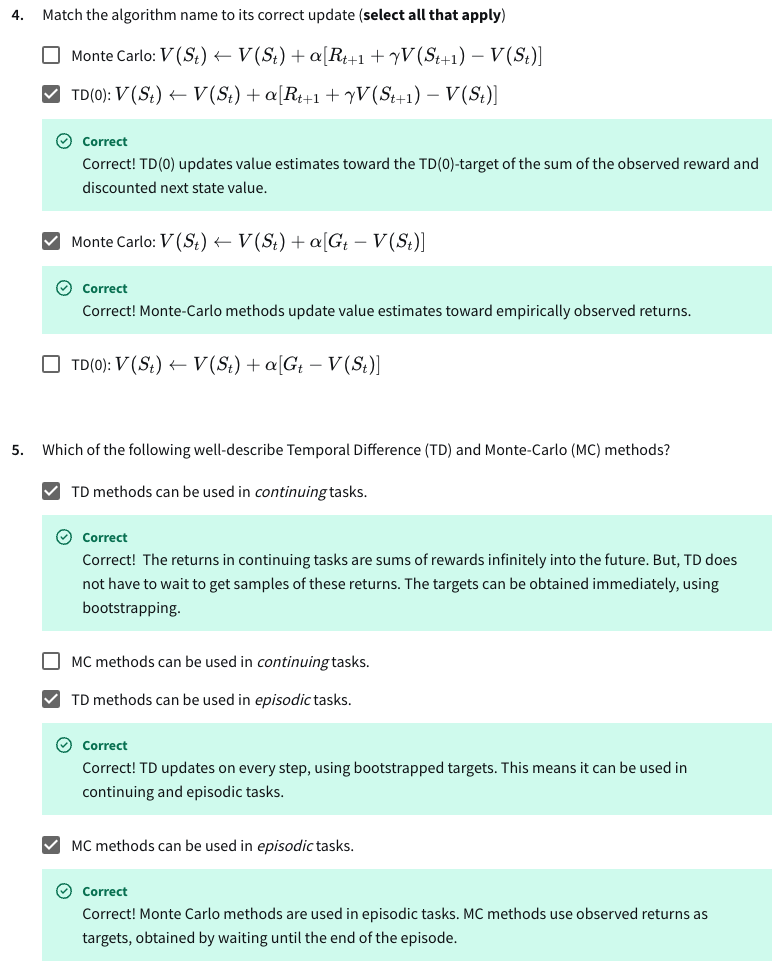 4. Match the algorithm name to its correct update (select all that apply)
Monte Carlo: V(S_t) ← V(S_t) + α[R_{t+1} + γV(S_{t+1}) − V(S_t)]
TD(0): V(S_t) ← V(S_t) + α[R_{t+1} + γV(S_{t+1}) − V(S_t)]
Correct
Correct! TD(0) updates value estimates toward the TD(0)-target of the sum of the observed reward and
discounted next state value.
Monte Carlo: V(S_t) ← V(S_t) + α[G_t − V(S_t)]
Correct
Correct! Monte-Carlo methods update value estimates toward empirically observed returns.
TD(0): V(S_t) ← V(S_t) + α[G_t − V(S_t)]
5. Which of the following well-describe Temporal Difference (TD) and Monte-Carlo (MC) methods?
TD methods can be used in continuing tasks.
Correct
Correct! The returns in continuing tasks are sums of rewards infinitely into the future. But, TD does
not have to wait to get samples of these returns. The targets can be obtained immediately, using
bootstrapping.
MC methods can be used in continuing tasks.
TD methods can be used in episodic tasks.
Correct
Correct! TD updates on every step, using bootstrapped targets. This means it can be used in
continuing and episodic tasks.
MC methods can be used in episodic tasks.
Correct
Correct! Monte Carlo methods are used in episodic tasks. MC methods use observed returns as
targets, obtained by waiting until the end of the episode.